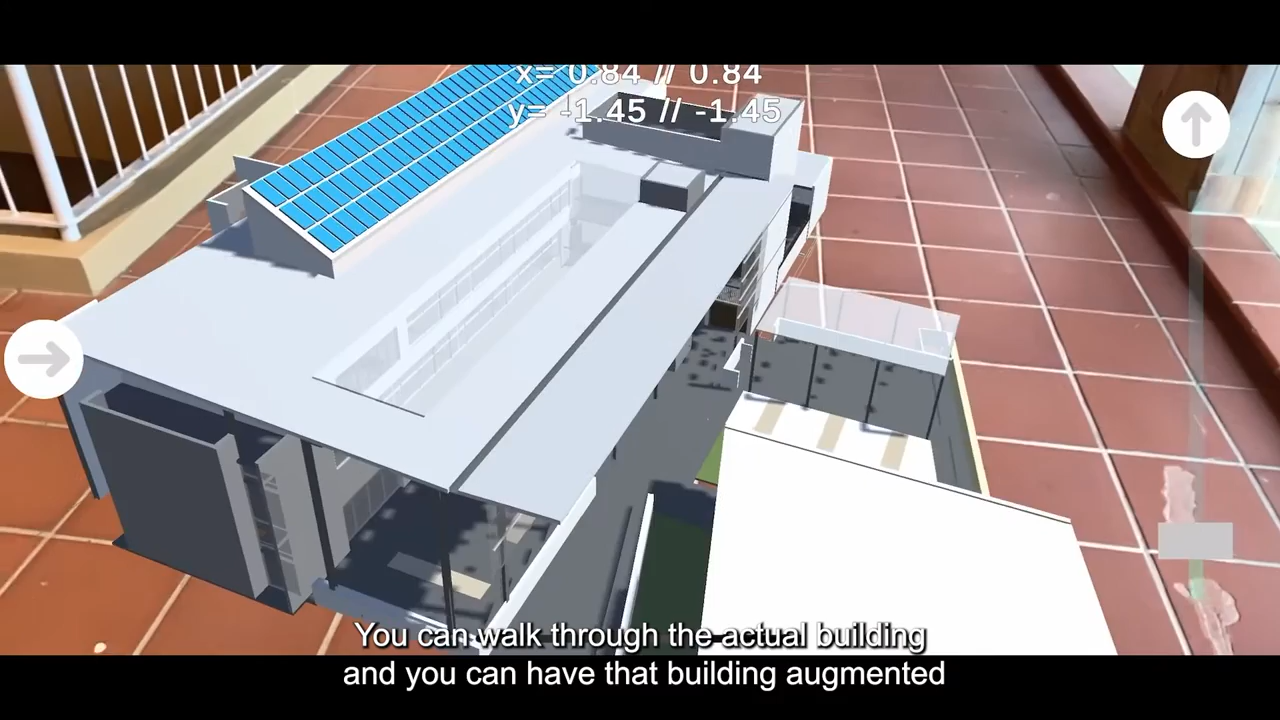 x= 0.84 // 0.84
y= -1.45 // -1.45
You can walk through the actual building
and you can have that building augmented